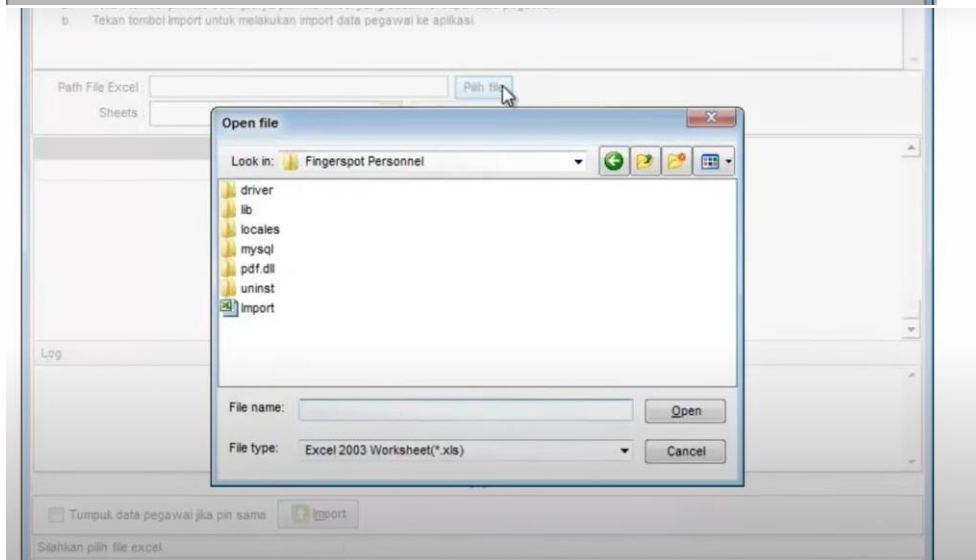 b. Tekan tombol Import untuk melakukan import data pegawai ke aplikasi
Path File Excel :
Pilih file
Sheets :
Open file
Look in: Fingerspot Personnel
driver
lib
locales
mysql
pdf.dll
uninst
Import
Log
File name:
Open
File type: Excel 2003 Worksheet(*.xls)
Cancel
Tumpuk data pegawai jika pin sama
Import
Silahkan pilih file excel